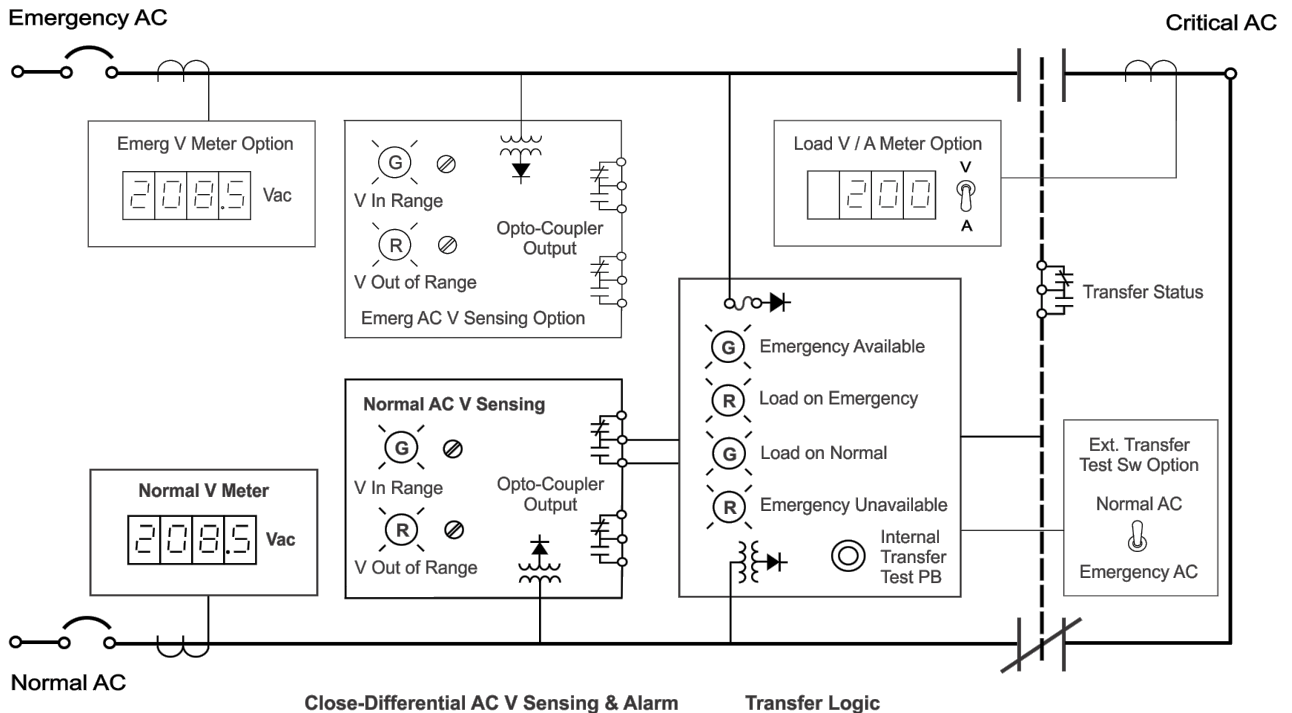 Emergency AC
Critical AC
Emerg V Meter Option
208.5 Vac
G
V In Range
R
V Out of Range
Opto-Coupler
Output
Emerg AC V Sensing Option
Load V / A Meter Option
200
V
A
Transfer Status
G Emergency Available
R Load on Emergency
G Load on Normal
R Emergency Unavailable
Internal
Transfer
Test PB
Normal AC V Sensing
G
V In Range
R
V Out of Range
Opto-Coupler
Output
Normal V Meter
208.5 Vac
Ext. Transfer
Test Sw Option
Normal AC
Emergency AC
Normal AC
Close-Differential AC V Sensing & Alarm
Transfer Logic